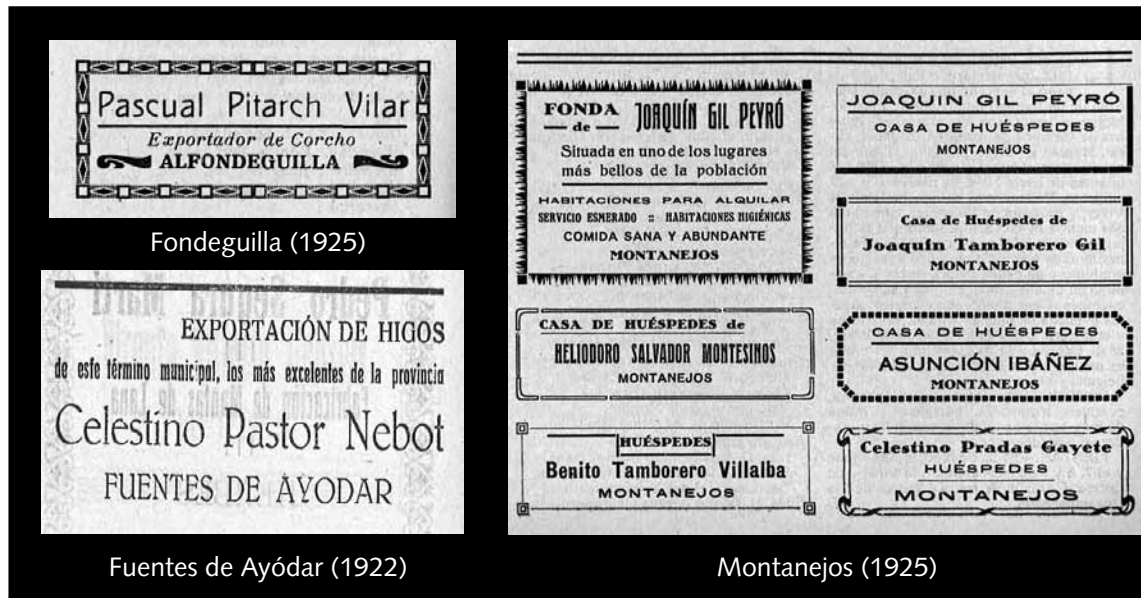 Pascual Pitarch Vilar
Exportador de Corcho
ALFONDEGUILLA
Fondeguilla (1925)
EXPORTACIÓN DE HIGOS
de este término municipal, los más excelentes de la provincia
Celestino Pastor Nebot
FUENTES DE AYODAR
Fuentes de Ayódar (1922)
FONDA
de
JOAQUÍN GIL PEYRÓ
Situada en uno de los lugares
más bellos de la población
HABITACIONES PARA ALQUILAR
SERVICIO ESMERADO :: HABITACIONES HIGIÉNICAS
COMIDA SANA Y ABUNDANTE
MONTANEJOS
JOAQUIN GIL PEYRÓ
CASA DE HUÉSPEDES
MONTANEJOS
Casa de Huéspedes de
Joaquín Tamborero Gil
MONTANEJOS
CASA DE HUÉSPEDES de
HELIODORO SALVADOR MONTESINOS
MONTANEJOS
CASA DE HUÉSPEDES
ASUNCIÓN IBÁÑEZ
MONTANEJOS
HUÉSPEDES
Benito Tamborero Villalba
MONTANEJOS
Celestino Pradas Gayete
HUÉSPEDES
MONTANEJOS
Montanejos (1925)